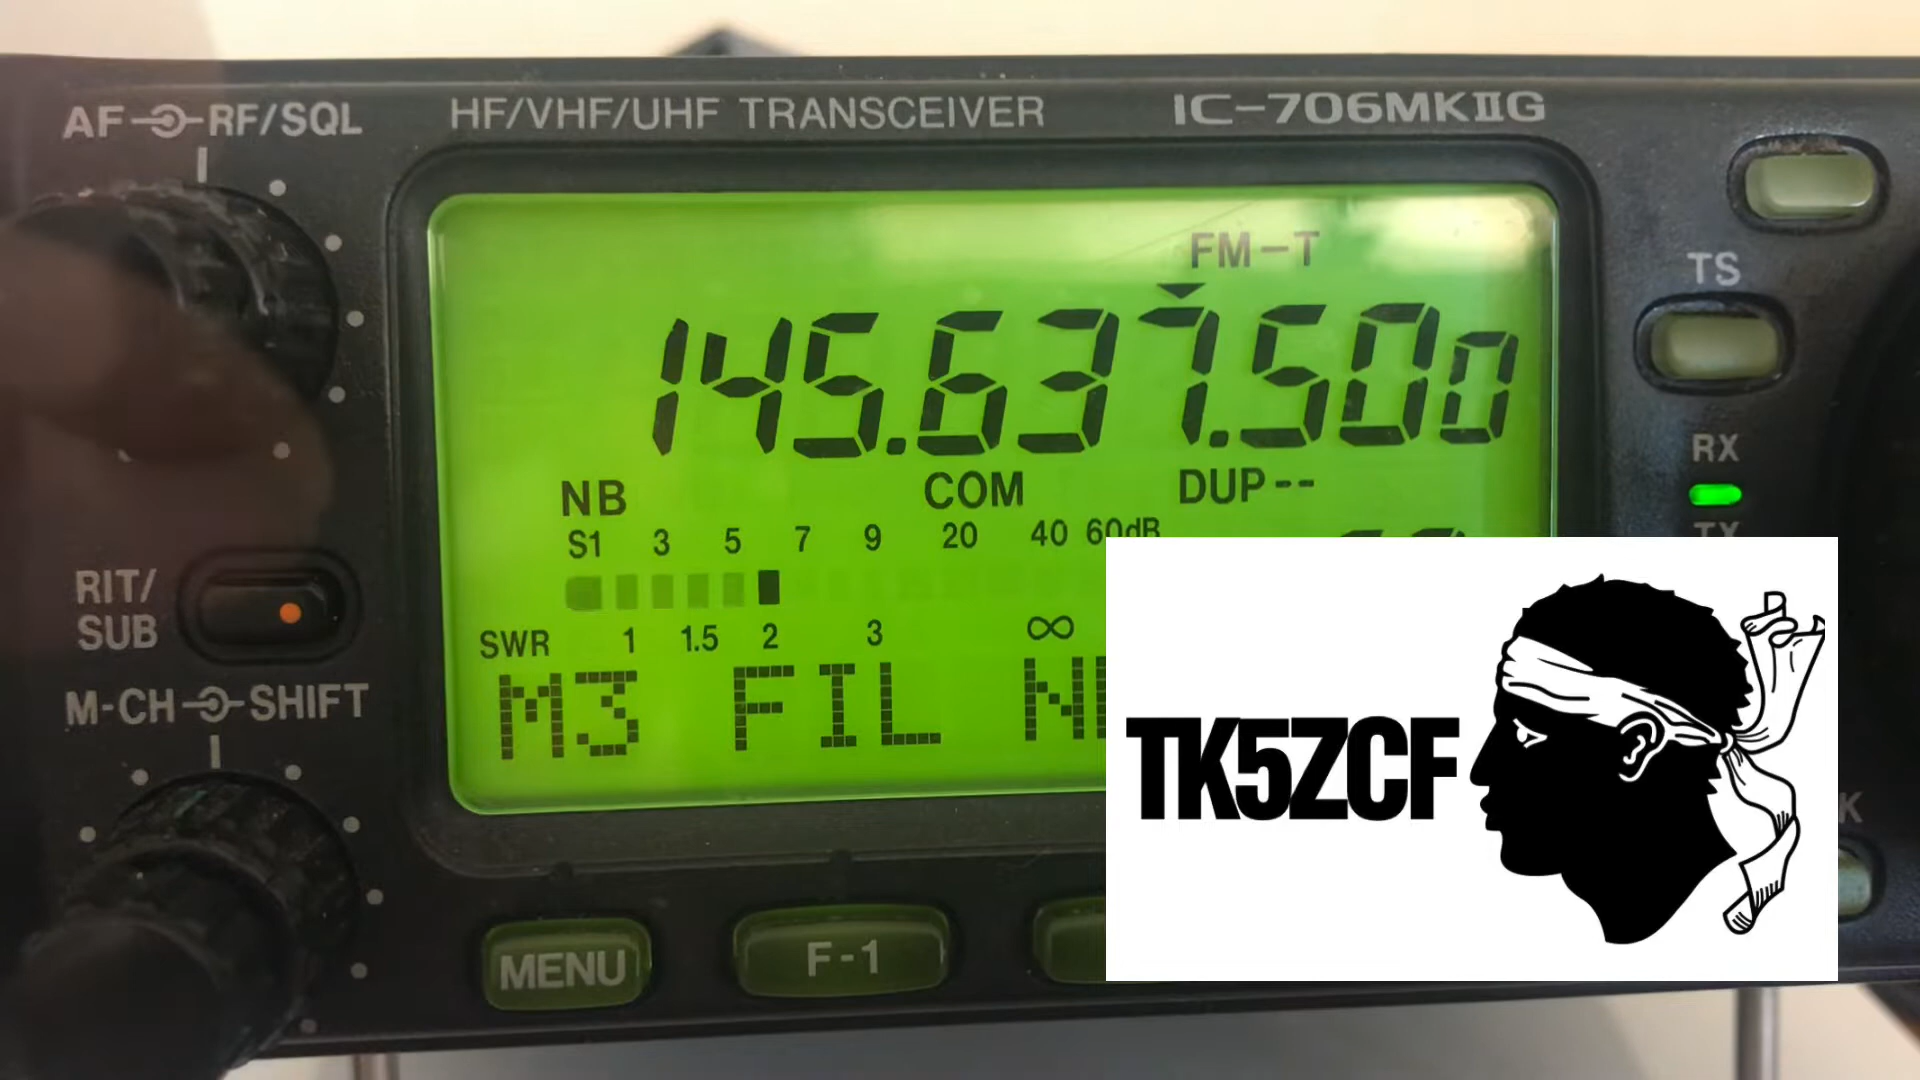 AF RF/SQL
HF/VHF/UHF TRANSCEIVER
IC-706MKIIG
FM-T
TS
145.637.500
RX
NB
COM
DUP--
S1 3 5 7 9 20 40 60dB
TX
RIT/
SUB
SWR 1 1.5 2 3 ∞
M-CH SHIFT
M3 FIL
TK5ZCF
K
MENU
F-1